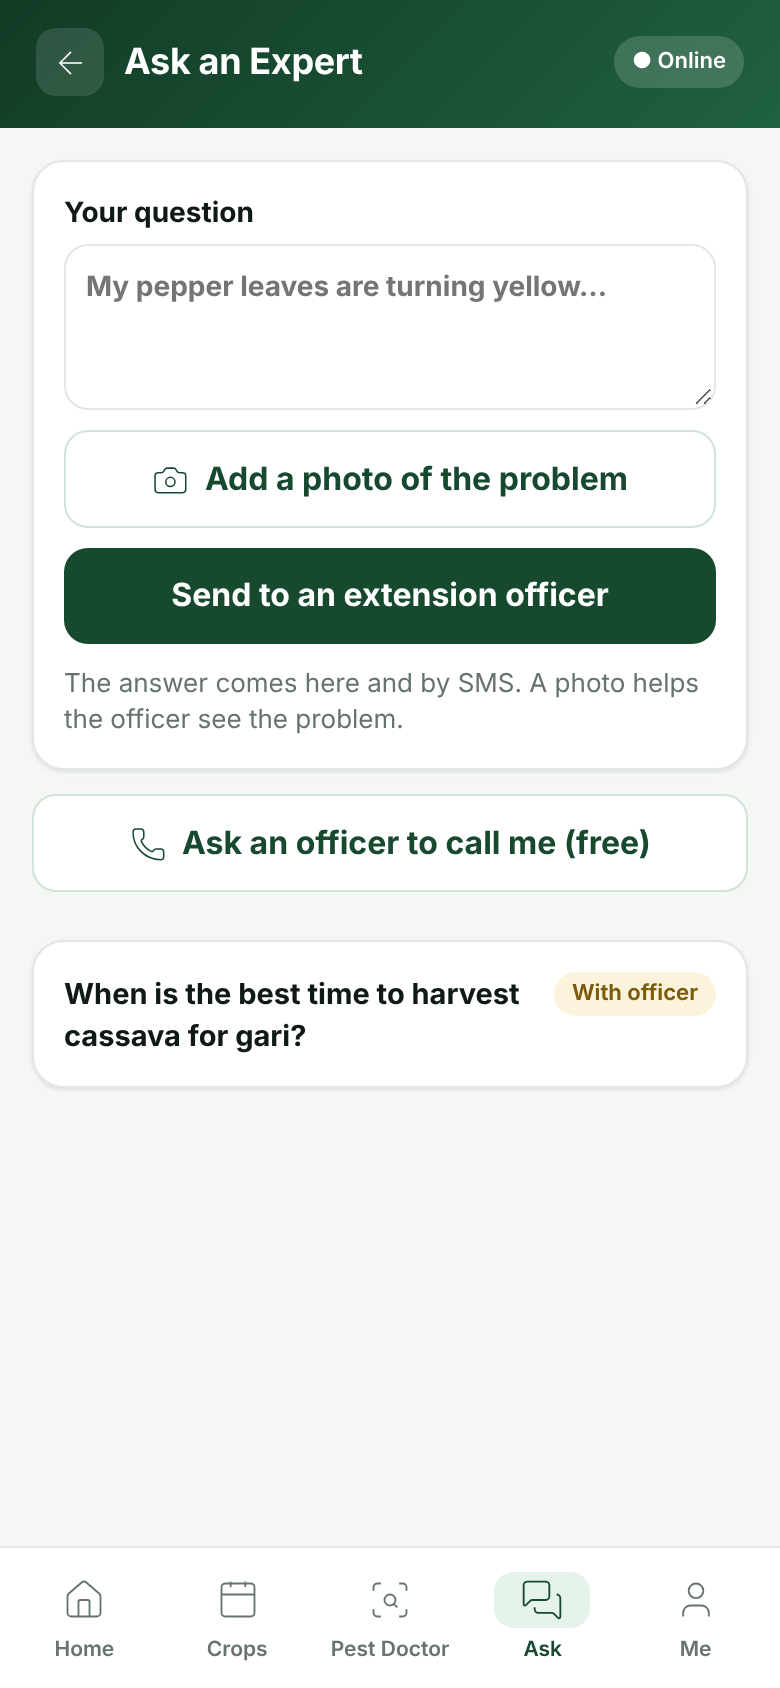 Ask an Expert
Online
Your question
My pepper leaves are turning yellow...
Add a photo of the problem
Send to an extension officer
The answer comes here and by SMS. A photo helps
the officer see the problem.
Ask an officer to call me (free)
When is the best time to harvest
cassava for gari?
With officer
Home
Crops
Pest Doctor
Ask
Me